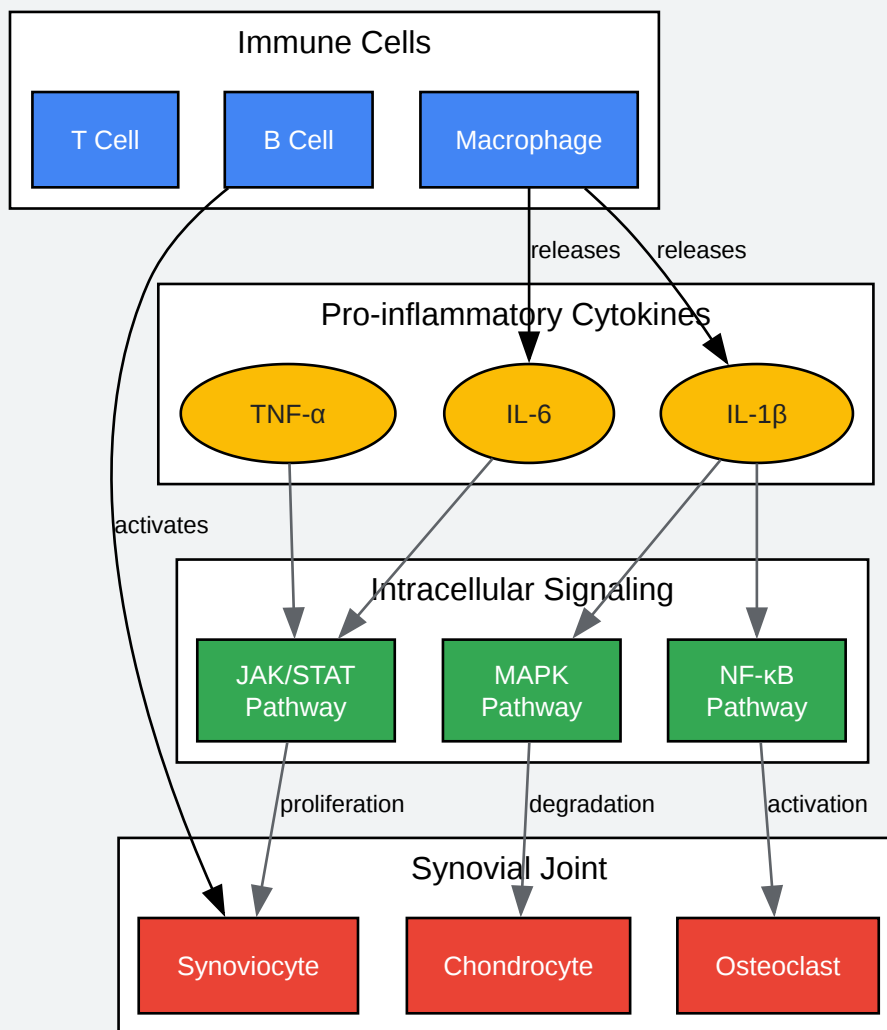 Immune Cells
T Cell
B Cell
Macrophage
releases
releases
Pro-inflammatory Cytokines
TNF-α
IL-6
IL-1β
activates
Intracellular Signaling
JAK/STAT
Pathway
MAPK
Pathway
NF-κB
Pathway
proliferation
degradation
activation
Synovial Joint
Synoviocyte
Chondrocyte
Osteoclast